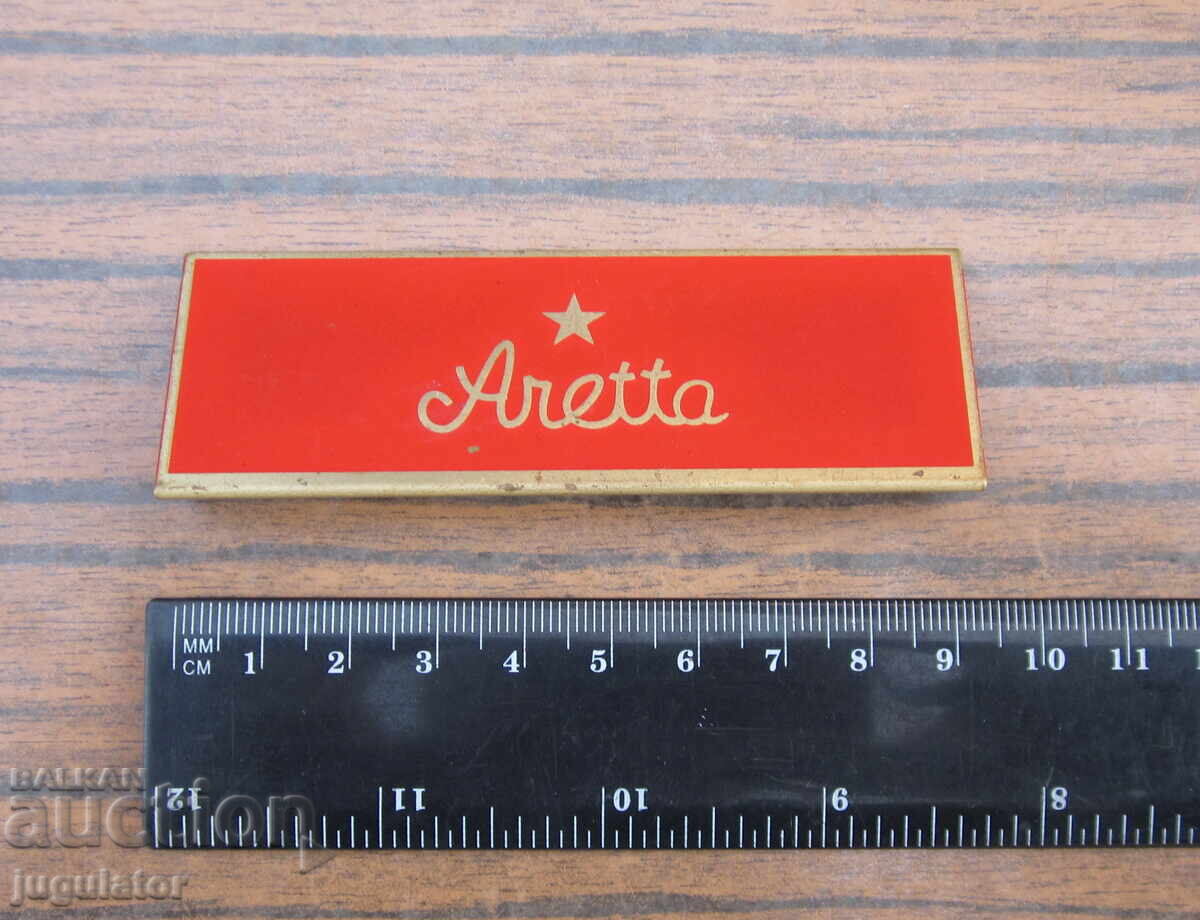 Aretta
MM
CM 1 2 3 4 5 6 7 8 9 10 11
12 11 10 9 8
BALKAN
auction
jugulator